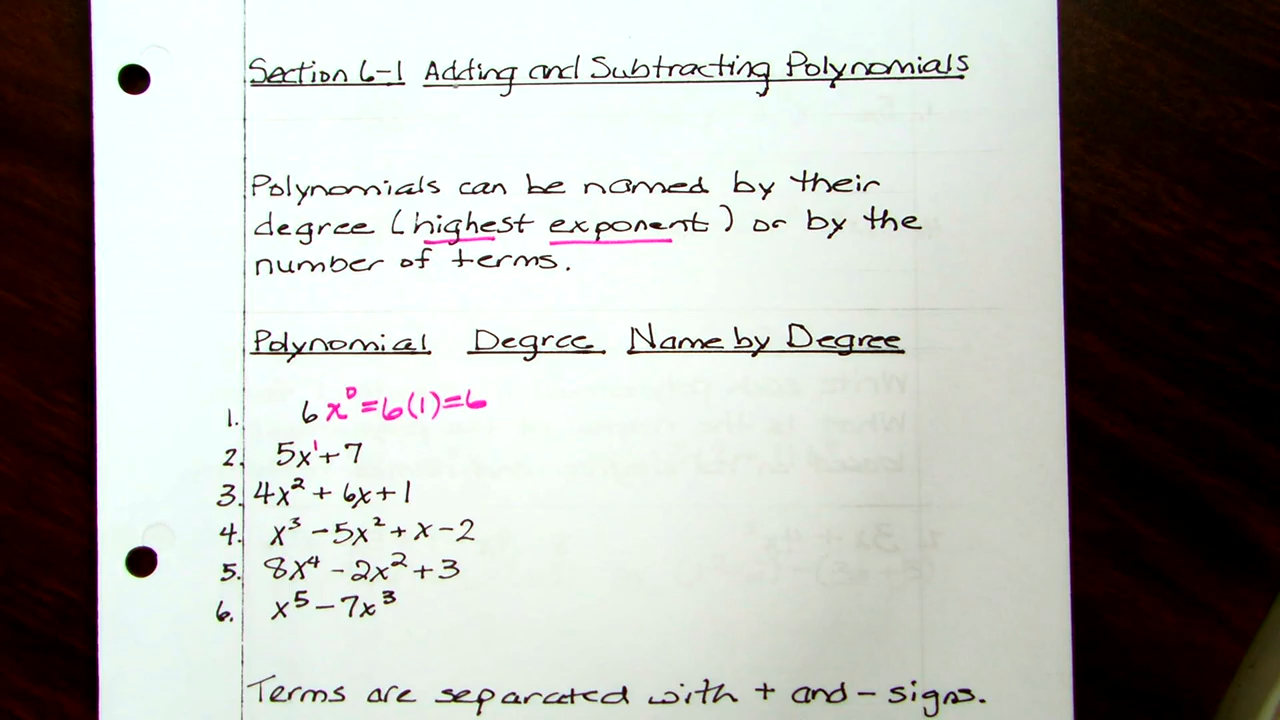 Section 6-1 Adding and Subtracting Polynomials
Polynomials can be named by their
degree (highest exponent) or by the
number of terms.
Polynomial Degree Name by Degree
1. 6x⁰=6(1)=6
2. 5x¹+7
3. 4x² + 6x+1
4. x³ -5x²+x-2
5. 8x⁴ -2x²+3
6. x⁵-7x³
Terms are separated with + and - signs.